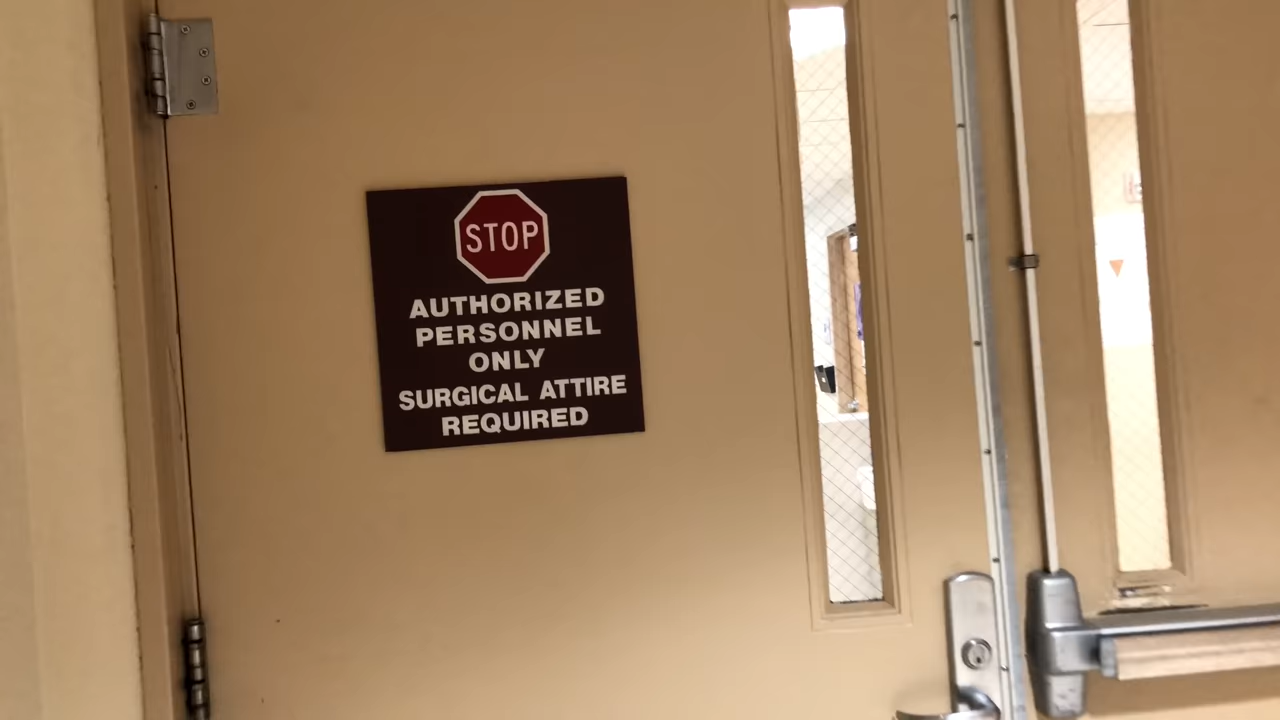 STOP
AUTHORIZED
PERSONNEL
ONLY
SURGICAL ATTIRE
REQUIRED